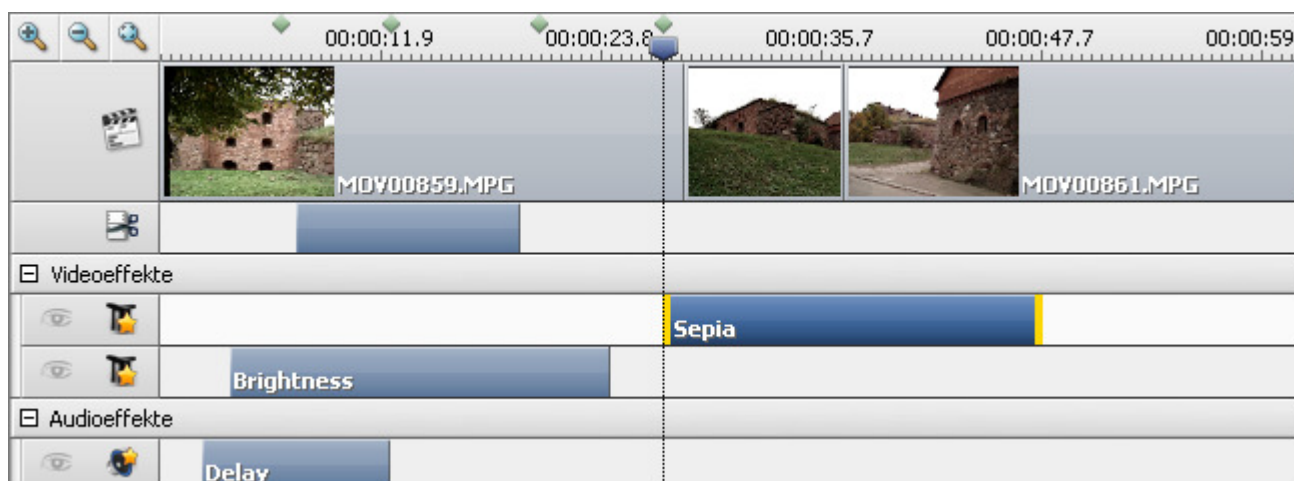 00:00:11.9 00:00:23.8 00:00:35.7 00:00:47.7 00:00:59
MOV00859.MPG MOV00861.MPG
Videoeffekte
Sepia
Brightness
Audioeffekte
Delay